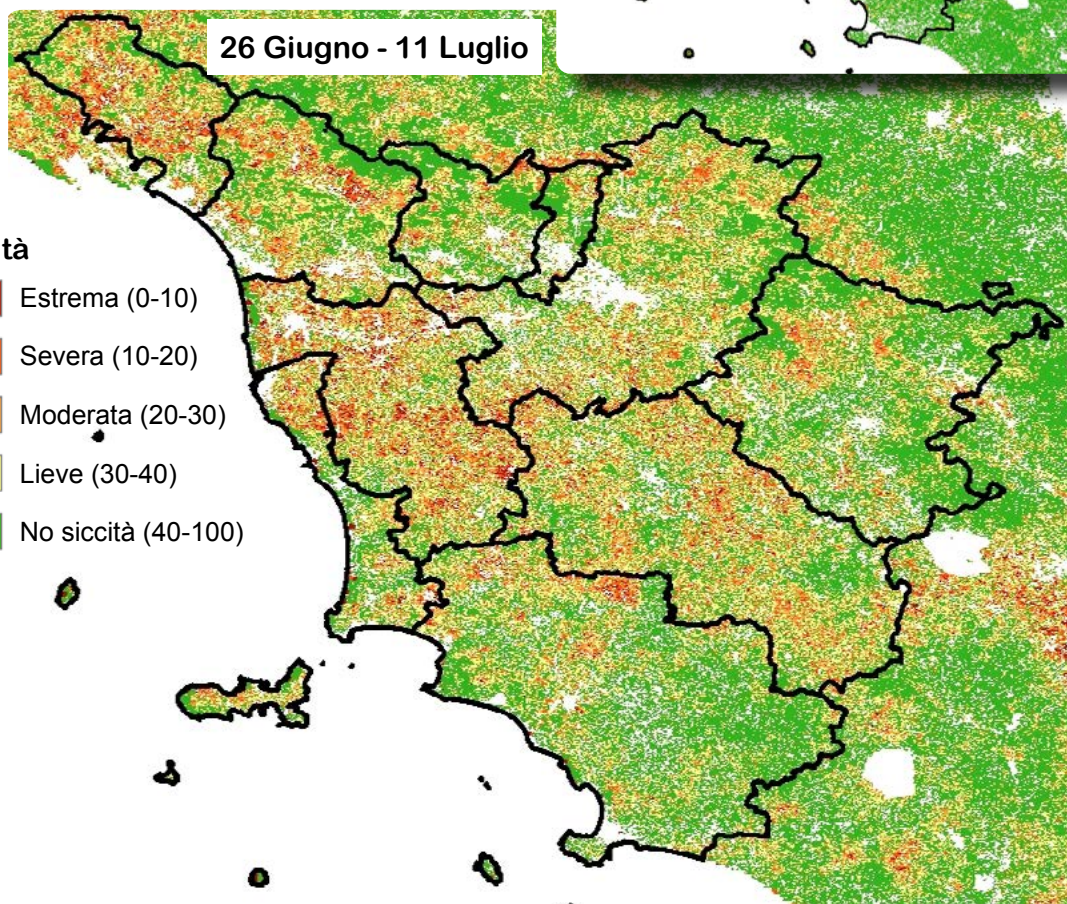 26 Giugno - 11 Luglio
tà
Estrema (0-10)
Severa (10-20)
Moderata (20-30)
Lieve (30-40)
No siccità (40-100)